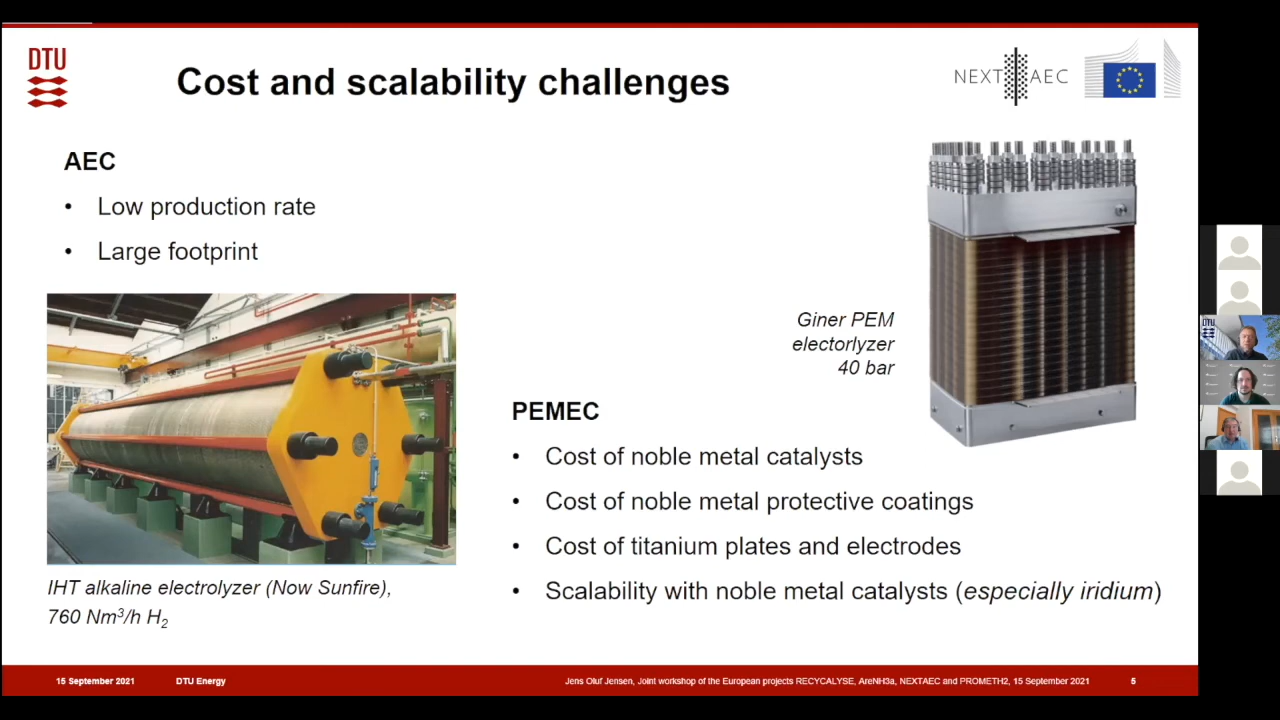 DTU
Cost and scalability challenges
NEXT AEC
AEC
• Low production rate
• Large footprint
Giner PEM
electorlyzer
40 bar
PEMEC
• Cost of noble metal catalysts
• Cost of noble metal protective coatings
• Cost of titanium plates and electrodes
• Scalability with noble metal catalysts (especially iridium)
IHT alkaline electrolyzer (Now Sunfire),
760 Nm³/h H₂
15 September 2021 DTU Energy Jens Oluf Jensen, Joint workshop of the European projects RECYCALYSE, AreNH3a, NEXTAEC and PROMETH2, 15 September 2021 5
DTU